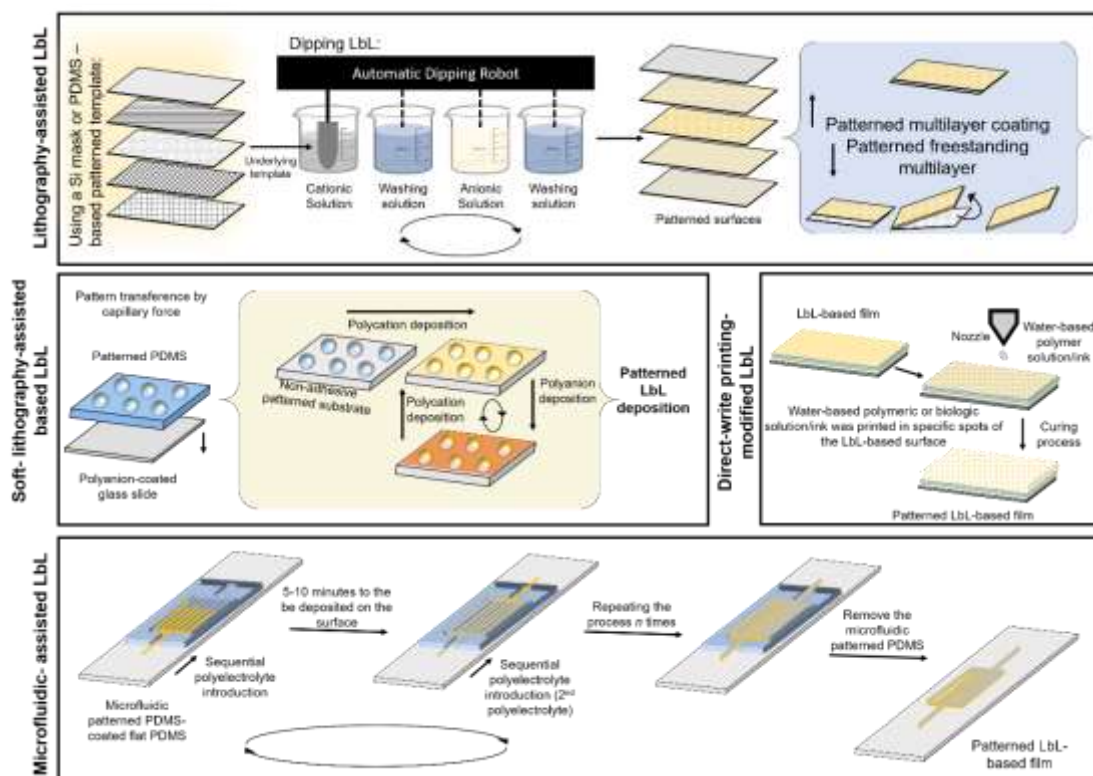 Lithography-assisted LbL
Using a Si mask or PDMS –
based patterned template:
Underlying
template
Dipping LbL:
Automatic Dipping Robot
Cationic
Solution
Washing
solution
Anionic
Solution
Washing
solution
Patterned surfaces
Patterned multilayer coating
Patterned freestanding
multilayer
Soft- lithography-assisted
based LbL
Pattern transference by
capillary force
Patterned PDMS
Polyanion-coated
glass slide
Polycation deposition
Non-adhesive
patterned substrate
Polycation
deposition
Polyanion
deposition
Patterned
LbL
deposition
Direct-write printing-
modified LbL
LbL-based film
Nozzle
Water-based
polymer
solution/ink
Water-based polymeric or biologic
solution/ink was printed in specific spots of
the LbL-based surface
Curing
process
Patterned LbL-based film
Microfluidic- assisted LbL
Microfluidic
patterned PDMS-
coated flat PDMS
Sequential
polyelectrolyte
introduction
5-10 minutes to the
be deposited on the
surface
Sequential
polyelectrolyte
introduction (2nd
polyelectrolyte)
Repeating the
process n times
Remove the
microfluidic
patterned PDMS
Patterned LbL-
based film